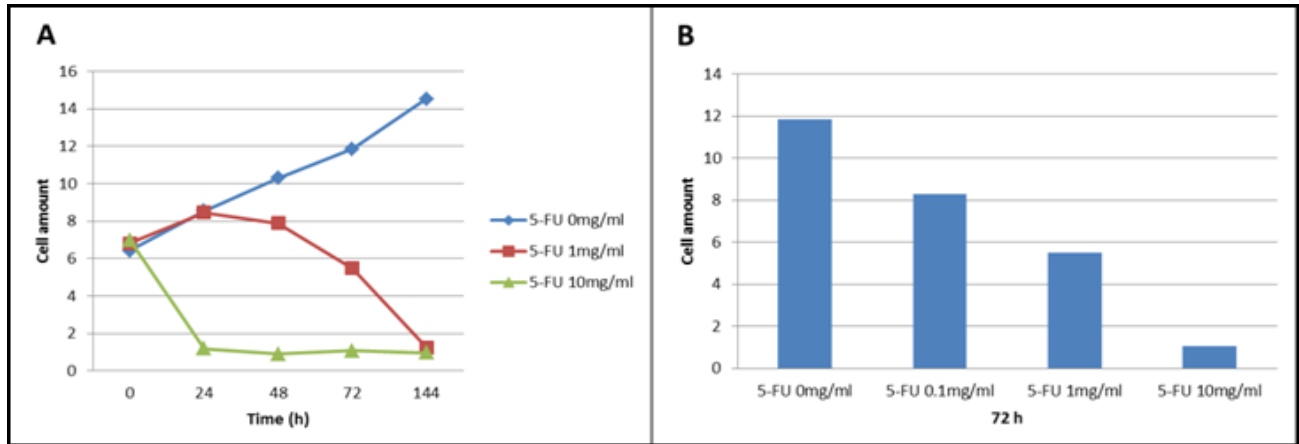 A
16
14
12
10
8
6
4
2
0
Cell amount
0 24 48 72 144
Time (h)
5-FU 0mg/ml
5-FU 1mg/ml
5-FU 10mg/ml
B
14
12
10
8
6
4
2
0
Cell amount
5-FU 0mg/ml 5-FU 0.1mg/ml 5-FU 1mg/ml 5-FU 10mg/ml
72 h